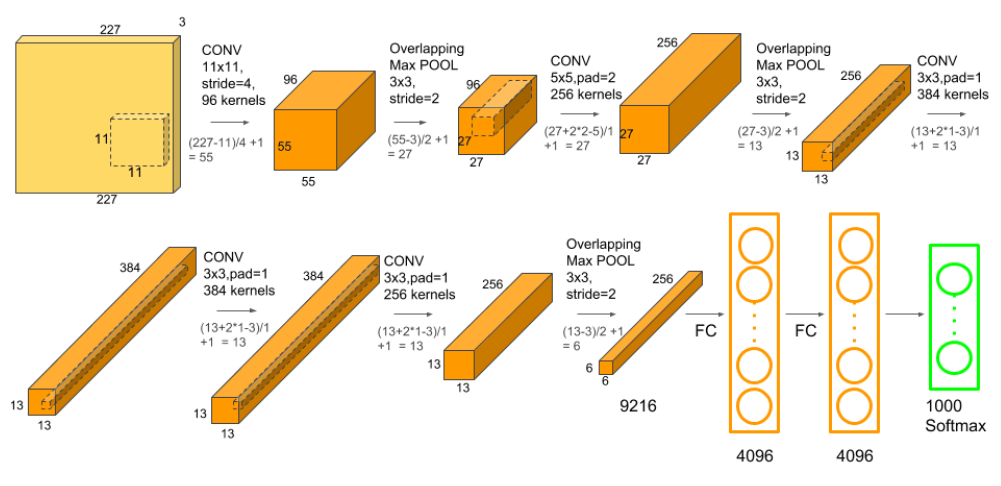 227
3
11
11
227
CONV
11x11,
stride=4,
96 kernels
(227-11)/4 +1
= 55
96
55
55
Overlapping
Max POOL
3x3,
stride=2
(55-3)/2 +1
= 27
96
27
27
CONV
5x5,pad=2
256 kernels
(27+2*2-5)/1
+1 = 27
256
27
27
Overlapping
Max POOL
3x3,
stride=2
(27-3)/2 +1
= 13
256
13
13
CONV
3x3,pad=1
384 kernels
(13+2*1-3)/1
+1 = 13
384
13
13
CONV
3x3,pad=1
384 kernels
(13+2*1-3)/1
+1 = 13
384
13
13
CONV
3x3,pad=1
256 kernels
(13+2*1-3)/1
+1 = 13
256
13
13
Overlapping
Max POOL
3x3,
stride=2
(13-3)/2 +1
= 6
256
6
6
9216
FC
4096
FC
4096
1000
Softmax